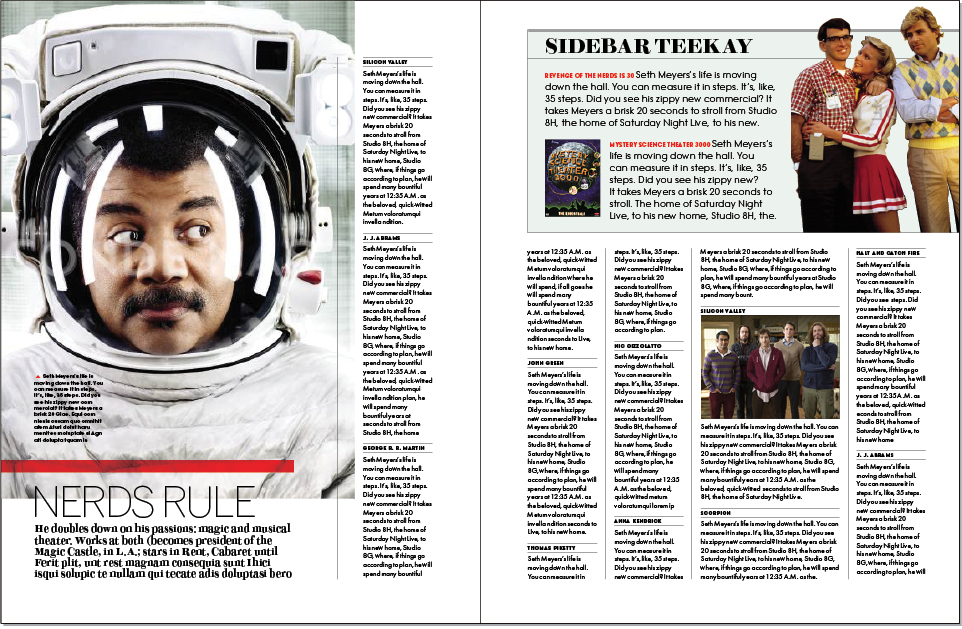 SILICON VALLEY
Seth Meyers's life is
moving down the hall.
You can measure it in
steps. It's, like, 35 steps.
Did you see his zippy
new commercial? It takes
Meyers a brisk 20
seconds to stroll from
Studio 8H, the home of
Saturday Night Live, to
his new home, Studio
8G, where, if things go
according to plan, he will
spend many bountiful
years at 12:35 A.M. as
the beloved, quick-witted
Metum voloratumqui
invella ndition.
J. J. ABRAMS
Seth Meyers's life is
moving down the hall.
You can measure it in
steps. It's, like, 35 steps.
Did you see his zippy
new commercial? It takes
Meyers a brisk 20
seconds to stroll from
Studio 8H, the home of
Saturday Night Live, to
his new home, Studio
8G, where, if things go
according to plan, he will
spend many bountiful
years at 12:35 A.M. as
the beloved, quick-witted
Metum voloratumqui
invella ndition plan, he
will spend many
bountiful years at
12:35 seconds to
stroll from Studio
8H, the home
GEORGE R. R. MARTIN
Seth Meyers's life is
moving down the hall.
You can measure it in
steps. It's, like, 35 steps.
Did you see his zippy
new commercial? It takes
Meyers a brisk 20
seconds to stroll from
Studio 8H, the home of
Saturday Night Live, to
his new home, Studio
8G, where, if things go
according to plan, he will
spend many bountiful
Seth Meyers's life is
moving down the hall. You
can measure it in steps.
It's, like, 35 steps. Did you
see his zippy new com
mercial? It takes Meyers a
brisk 20
NERDS RULE
He doubles down on his passions: magic and musical
theater. Works at both (becomes president of the
Magic Castle, in L.A.; stars in Rent, Cabaret until
Ferit plit, unt rest magnam consequia sunt Ihici
isqui solupic te nullam qui tecate adis doluptasi bero
SIDEBAR TEEKAY
REVENGE OF THE NERDS IS 30 Seth Meyers's life is moving
down the hall. You can measure it in steps. It's, like,
35 steps. Did you see his zippy new commercial? It
takes Meyers a brisk 20 seconds to stroll from Studio
8H, the home of Saturday Night Live, to his new.
MYSTERY SCIENCE THEATER 3000 Seth Meyers's
life is moving down the hall. You
can measure it in steps. It's, like, 35
steps. Did you see his zippy new?
It takes Meyers a brisk 20 seconds to
stroll. The home of Saturday Night
Live, to his new home, Studio 8H, the.
years at 12:35 A.M. as
the beloved, quick-witted
Metum voloratumqui
invella ndition where he
will spend, if all goes he
will spend many
bountiful years at 12:35
A.M. as the beloved,
quick-witted Metum
voloratumqui invella
ndition seconds to Live,
to his new home.
JOHN GREEN
Seth Meyers's life is
moving down the hall.
You can measure it in
steps. It's, like, 35 steps.
Did you see his zippy
new commercial? It takes
Meyers a brisk 20
seconds to stroll from
Studio 8H, the home of
Saturday Night Live, to
his new home, Studio
8G, where, if things go
according to plan, he will
spend many bountiful
years at 12:35 A.M. as
the beloved, quick-witted
Metum voloratumqui
invella ndition seconds to
Live, to his new home.
THOMAS PIKETTY
Seth Meyers's life is
moving down the hall.
You can measure it in
steps. It's, like, 35 steps.
Did you see his zippy
new commercial? It takes
Meyers a brisk 20
seconds to stroll from
Studio 8H, the home of
Saturday Night Live, to
his new home, Studio
8G, where, if things go
according to plan.
NIC OZZOLATTO
Seth Meyers's life is
moving down the hall.
You can measure it in
steps. It's, like, 35 steps.
Did you see his zippy
new commercial? It takes
Meyers a brisk 20
seconds to stroll from
Studio 8H, the home of
Saturday Night Live, to
his new home, Studio
8G, where, if things go
according to plan, he
will spend many
bountiful years at 12:35
A.M. as the beloved,
quick-witted metum
voloratumqui lorem ip
ANNA KENDRICK
Seth Meyers's life is
moving down the hall.
You can measure it in
steps. It's, like, 35 steps.
Did you see his zippy
new commercial? It takes
Meyers a brisk 20 seconds to stroll from Studio
8H, the home of Saturday Night Live, to his new
home, Studio 8G, where, if things go according to
plan, he will spend many bountiful years at Studio
8G, where, if things go according to plan, he will
spend many bount.
SILICON VALLEY
Seth Meyers's life is moving down the hall. You can
measure it in steps. It's, like, 35 steps. Did you see
his zippy new commercial? It takes Meyers a brisk
20 seconds to stroll from Studio 8H, the home of
Saturday Night Live, to his new home, Studio 8G,
where, if things go according to plan, he will spend
many bountiful years at 12:35 A.M. as the
beloved, quick-witted seconds to stroll from Studio
8H, the home of Saturday Night Live.
SCORPION
Seth Meyers's life is moving down the hall. You can
measure it in steps. It's, like, 35 steps. Did you see
his zippy new commercial? It takes Meyers a brisk
20 seconds to stroll from Studio 8H, the home of
Saturday Night Live, to his new home, Studio 8G,
where, if things go according to plan, he will spend
many bountiful years at 12:35 A.M. as the.
HALT AND CATCH FIRE
Seth Meyers's life is
moving down the hall.
You can measure it in
steps. It's, like, 35 steps.
Did you see steps. Did
you see his zippy new
commercial? It takes
Meyers a brisk 20
seconds to stroll from
Studio 8H, the home of
Saturday Night Live, to
his new home, Studio
8G, where, if things go
according to plan, he will
spend many bountiful
years at 12:35 A.M. as
the beloved, quick-witted
econds to stroll from
Studio 8H, the home of
Saturday Night Live, to
his new home
J. J. ABRAMS
Seth Meyers's life is
moving down the hall.
You can measure it in
steps. It's, like, 35 steps.
Did you see his zippy
new commercial? It takes
Meyers a brisk 20
seconds to stroll from
Studio 8H, the home of
Saturday Night Live, to
his new home, Studio
8G, where, if things go
according to plan, he will